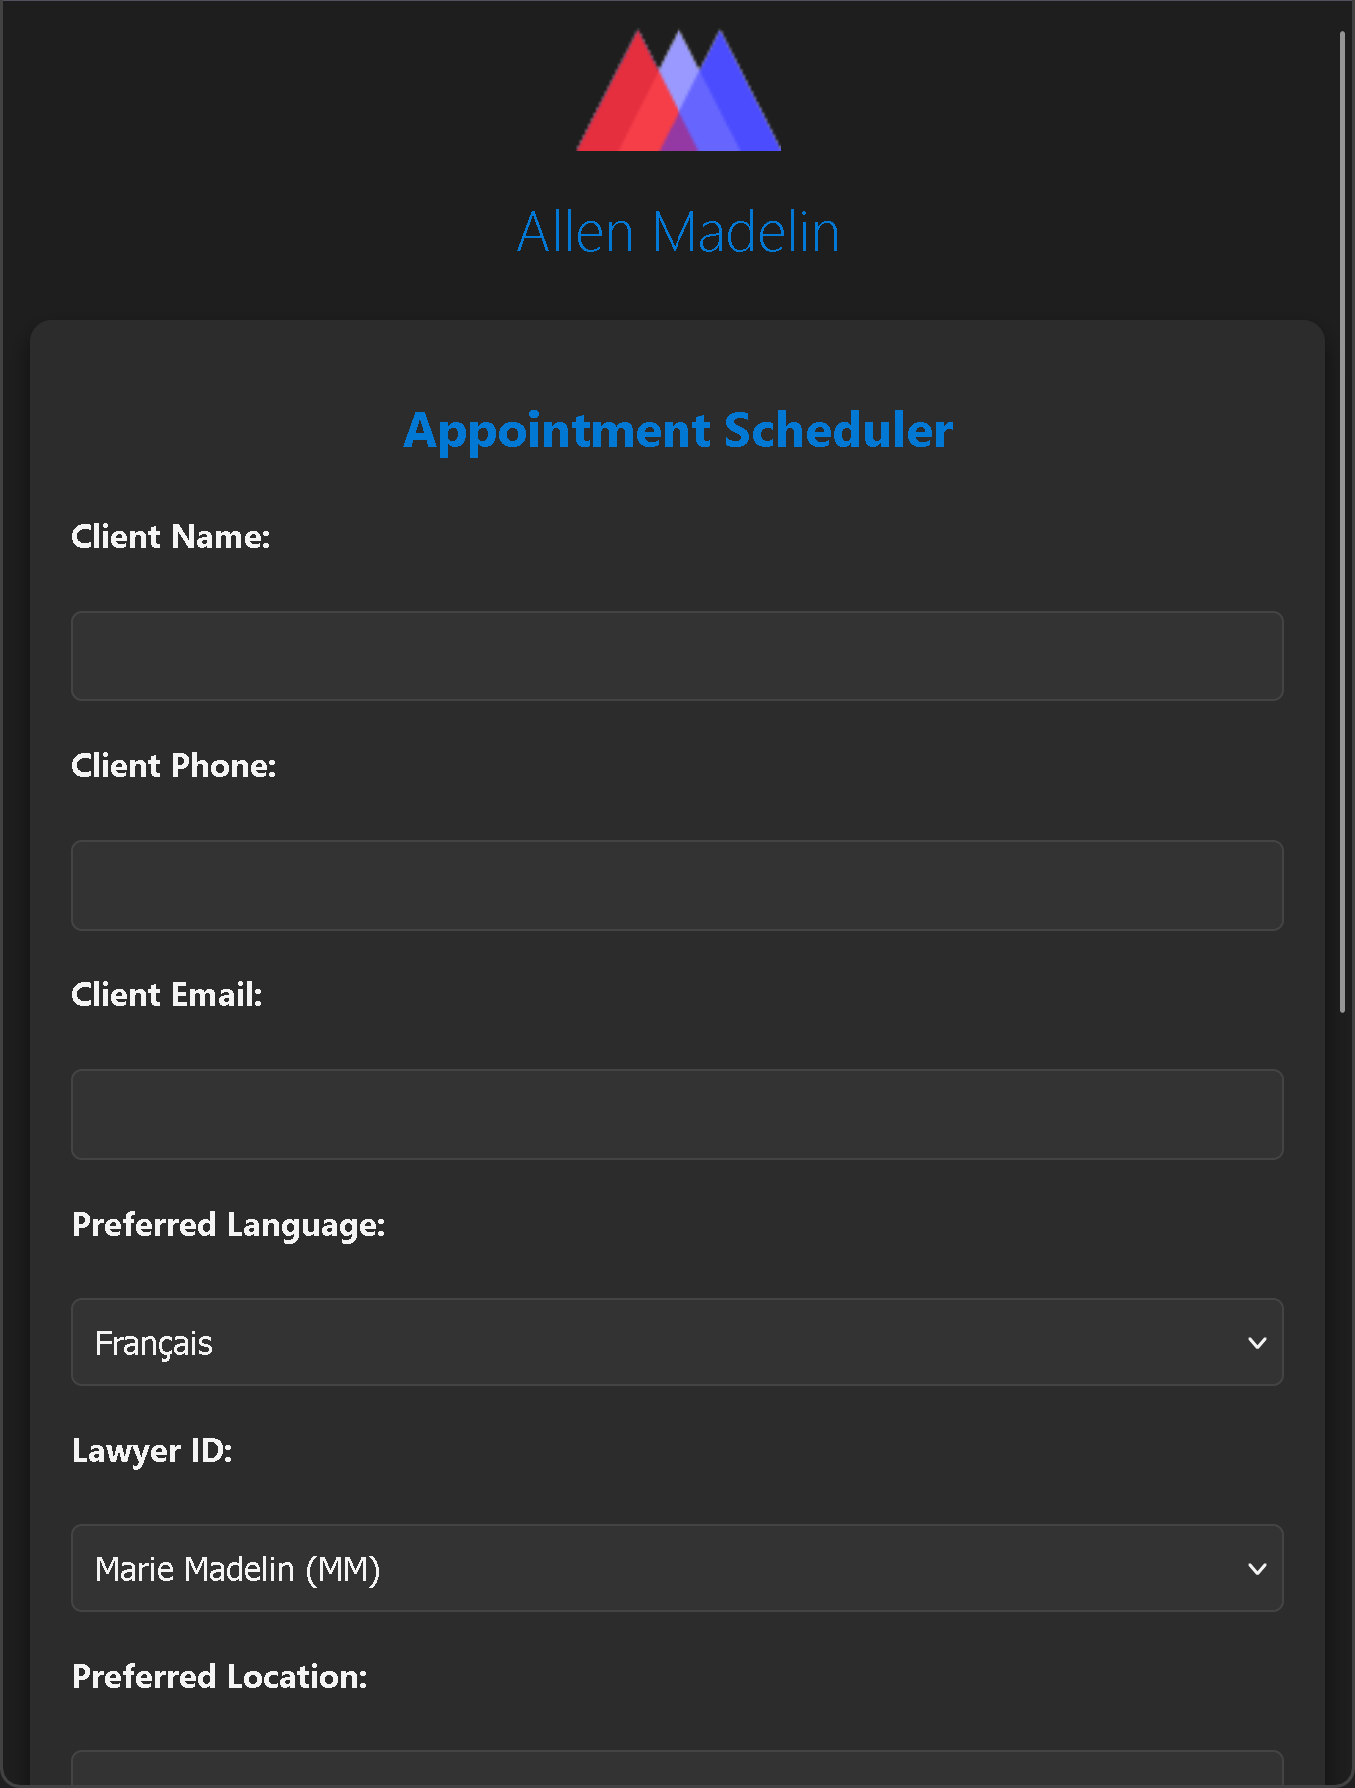 Allen Madelin
Appointment Scheduler
Client Name:
Client Phone:
Client Email:
Preferred Language:
Français
Lawyer ID:
Marie Madelin (MM)
Preferred Location: